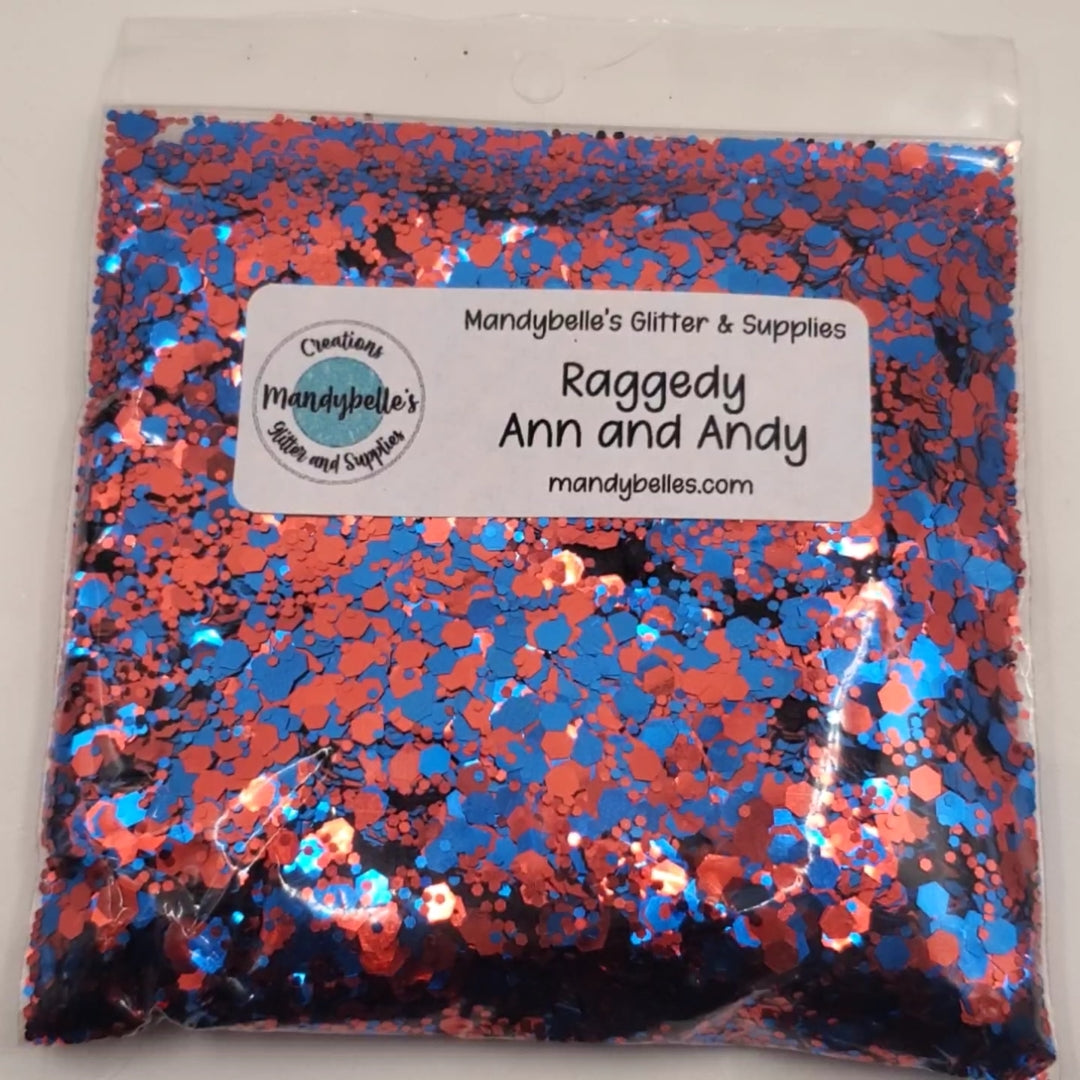 Creations
Mandybelle's
Glitter and Supplies
Mandybelle's Glitter & Supplies
Raggedy
Ann and Andy
mandybelles.com